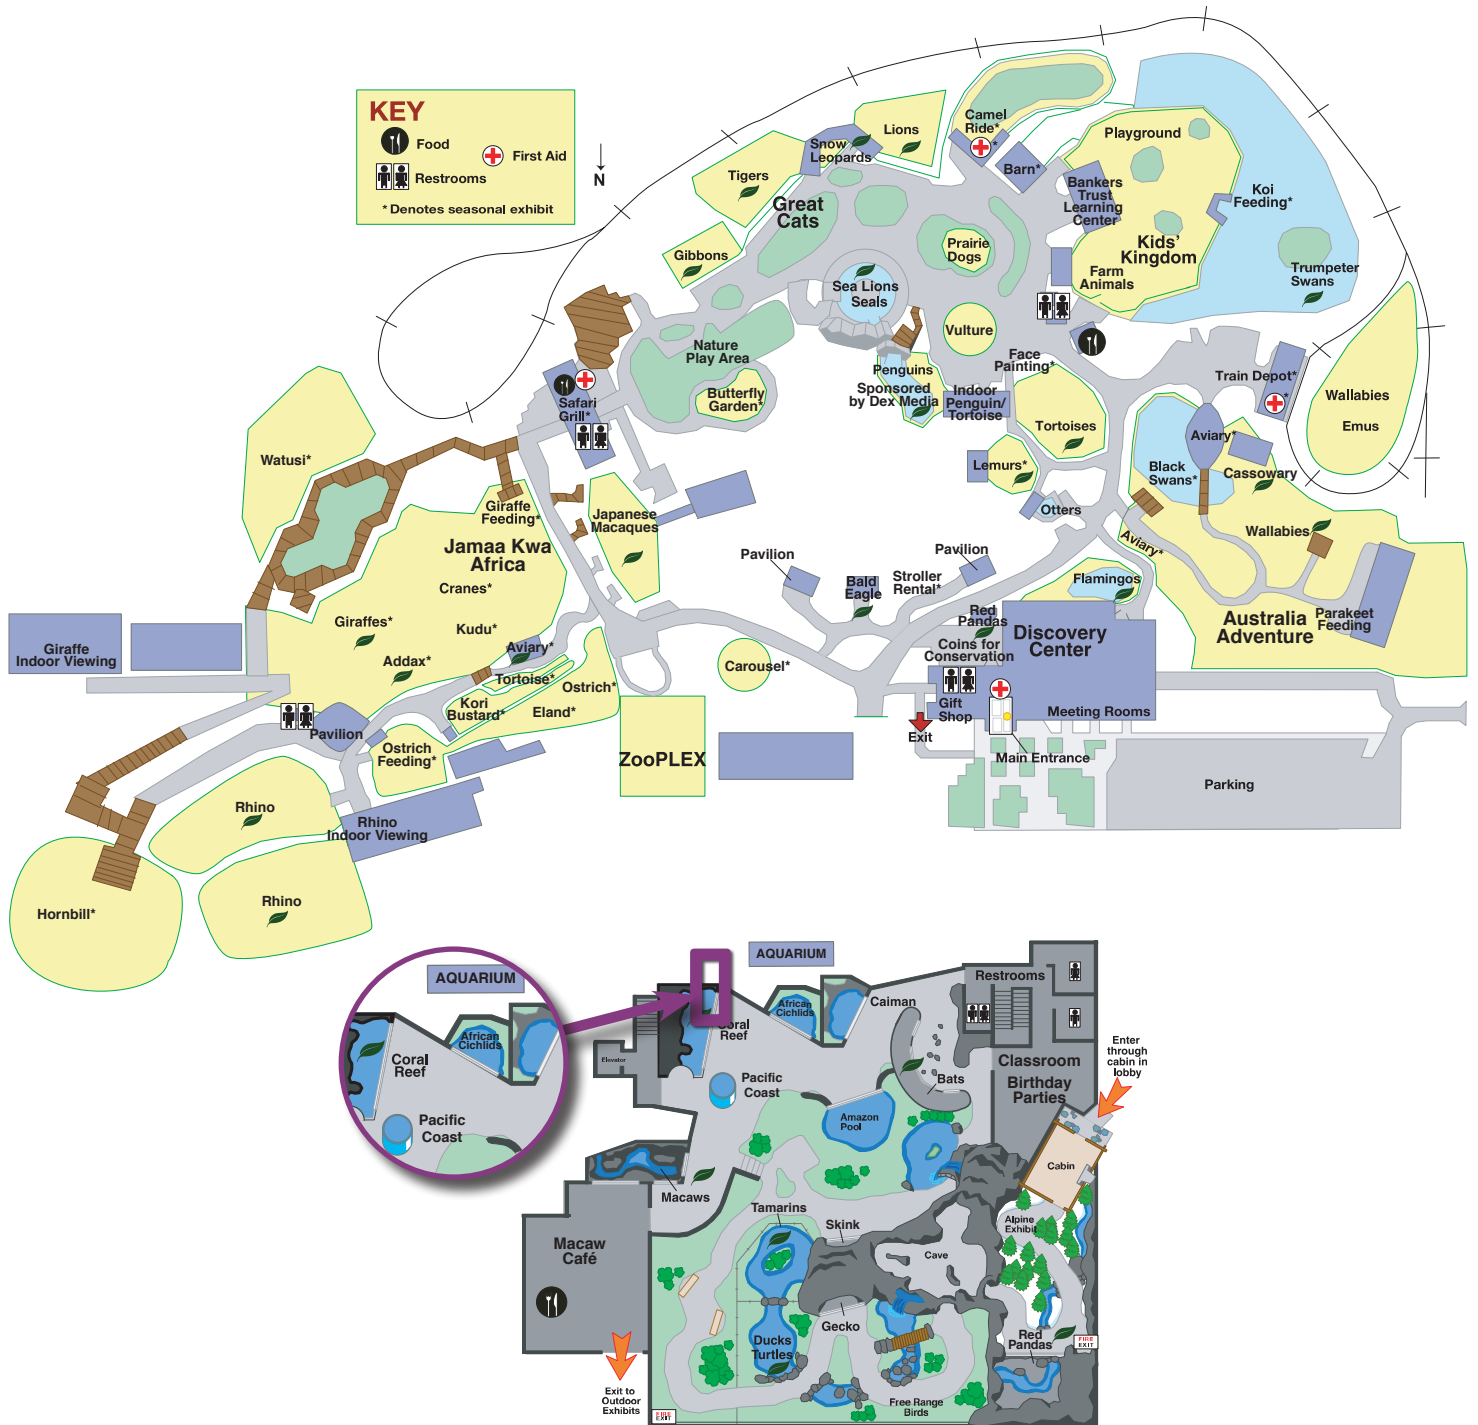 KEY
Food
First Aid
Restrooms
* Denotes seasonal exhibit
N
Lions
Snow
Leopards
Tigers
Great
Cats
Gibbons
Camel
Ride*
*
Barn*
Playground
Bankers
Trust
Learning
Center
Koi
Feeding*
Kids'
Kingdom
Prairie
Dogs
Farm
Animals
Trumpeter
Swans
Sea Lions
Seals
Vulture
Nature
Play Area
Butterfly
Garden*
Penguins
Sponsored
by Dex Media
Indoor
Penguin/
Tortoise
Face
Painting*
Tortoises
Train Depot*
*
Wallabies
Emus
Safari
Grill*
Watusi*
Aviary*
Black
Swans*
Cassowary
Lemurs*
Otters
Aviary*
Wallabies
Giraffe
Feeding*
Japanese
Macaques
Jamaa Kwa
Africa
Cranes*
Pavilion
Pavilion
Bald
Eagle
Stroller
Rental*
Flamingos
Giraffes*
Kudu*
Addax*
Aviary*
Red
Pandas
Discovery
Center
Coins for
Conservation
Australia
Adventure
Parakeet
Feeding
Giraffe
Indoor Viewing
Tortoise*
Ostrich*
Kori
Bustard*
Eland*
Carousel*
Gift
Shop
Meeting Rooms
Exit
Main Entrance
Pavilion
Ostrich
Feeding*
ZooPLEX
Parking
Rhino
Rhino
Indoor Viewing
Rhino
Hornbill*
AQUARIUM
African
Cichlids
Coral
Reef
Pacific
Coast
AQUARIUM
African
Cichlids
Caiman
Coral
Reef
Elevator
Pacific
Coast
Restrooms
Bats
Classroom
Birthday
Parties
Enter
through
cabin in
lobby
Amazon
Pool
Cabin
Macaws
Tamarins
Skink
Alpine
Exhibit
Cave
Macaw
Café
Gecko
Ducks
Turtles
Red
Pandas
FIRE
EXIT
Exit to
Outdoor
Exhibits
Free Range
Birds
FIRE
EXIT